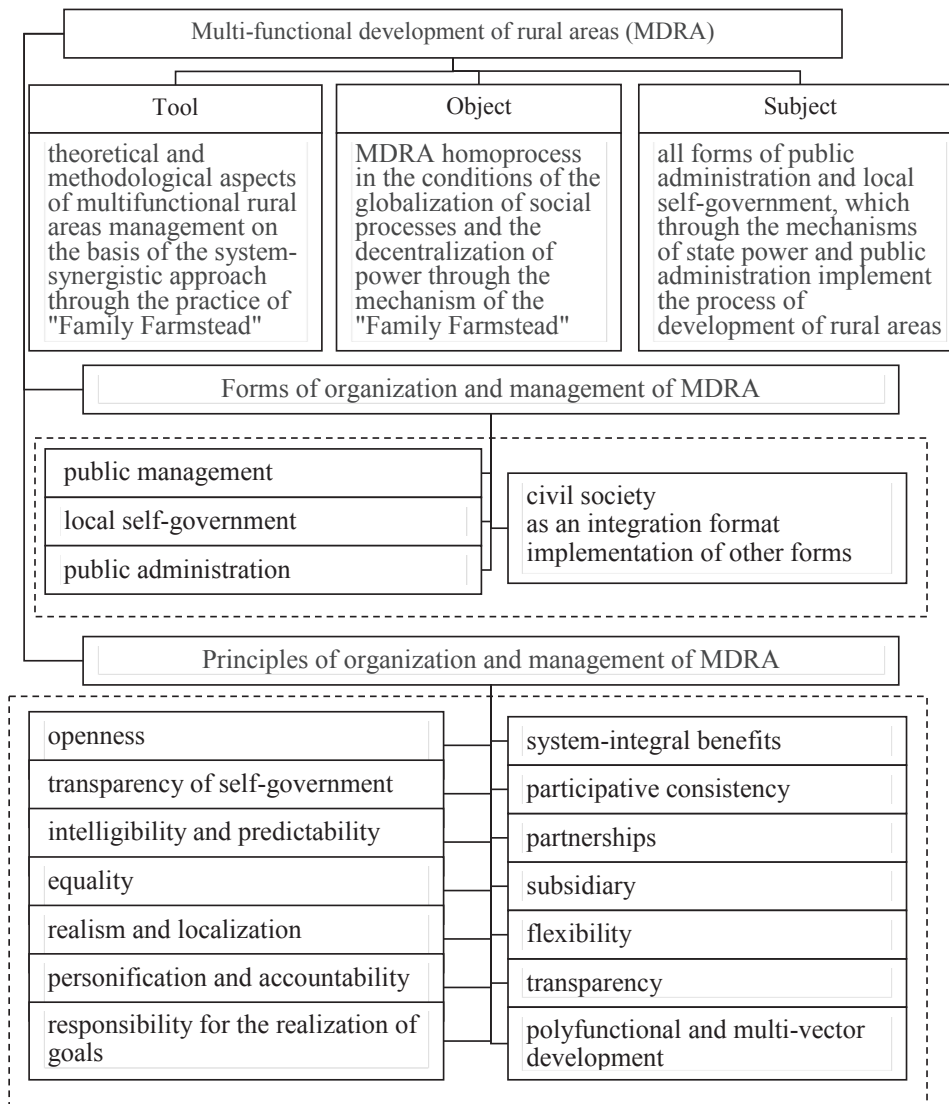 Multi-functional development of rural areas (MDRA)
Tool
theoretical and
methodological aspects
of multifunctional rural
areas management on
the basis of the system-
synergistic approach
through the practice of
"Family Farmstead"
Object
MDRA homoprocess
in the conditions of the
globalization of social
processes and the
decentralization of
power through the
mechanism of the
"Family Farmstead"
Subject
all forms of public
administration and local
self-government, which
through the mechanisms
of state power and public
administration implement
the process of
development of rural areas
Forms of organization and management of MDRA
public management
local self-government
public administration
civil society
as an integration format
implementation of other forms
Principles of organization and management of MDRA
openness
transparency of self-government
intelligibility and predictability
equality
realism and localization
personification and accountability
responsibility for the realization of
goals
system-integral benefits
participative consistency
partnerships
subsidiary
flexibility
transparency
polyfunctional and multi-vector
development